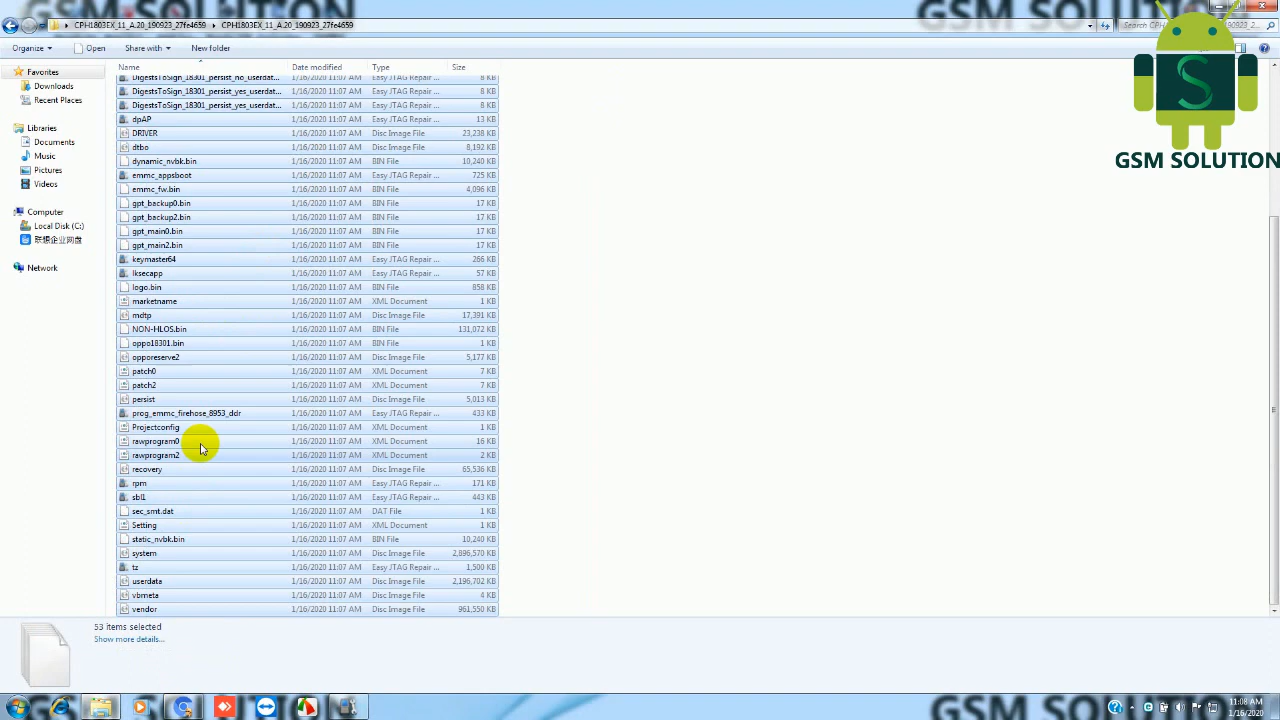 GSM SOLUTION
CPH1803EX_11_A.20_190923_27fe4659 CPH1803EX_11_A.20_190923_27fe4659
Organize Open Share with New folder
Name Date modified Type Size
Favorites
Downloads
Recent Places
Libraries
Documents
Music
Pictures
Videos
Computer
Local Disk (C:)
联想企业网盘
Network
DigestsToSign_18301_persist_no_userdat... 1/16/2020 11:07 AM Easy JTAG Repair ... 8 KB
DigestsToSign_18301_persist_yes_userdat... 1/16/2020 11:07 AM Easy JTAG Repair ... 8 KB
DigestsToSign_18301_persist_yes_userdat... 1/16/2020 11:07 AM Easy JTAG Repair ... 8 KB
dpAP 1/16/2020 11:07 AM Easy JTAG Repair ... 13 KB
DRIVER 1/16/2020 11:07 AM Disc Image File 23,238 KB
dtbo 1/16/2020 11:07 AM Disc Image File 8,192 KB
dynamic_nvbk.bin 1/16/2020 11:07 AM BIN File 10,240 KB
emmc_appsboot 1/16/2020 11:07 AM Easy JTAG Repair ... 725 KB
emmc_fw.bin 1/16/2020 11:07 AM BIN File 4,096 KB
gpt_backup0.bin 1/16/2020 11:07 AM BIN File 17 KB
gpt_backup2.bin 1/16/2020 11:07 AM BIN File 17 KB
gpt_main0.bin 1/16/2020 11:07 AM BIN File 17 KB
gpt_main2.bin 1/16/2020 11:07 AM BIN File 17 KB
keymaster64 1/16/2020 11:07 AM Easy JTAG Repair ... 266 KB
lksecapp 1/16/2020 11:07 AM Easy JTAG Repair ... 57 KB
logo.bin 1/16/2020 11:07 AM BIN File 858 KB
marketname 1/16/2020 11:07 AM XML Document 1 KB
mdtp 1/16/2020 11:07 AM Disc Image File 17,391 KB
NON-HLOS.bin 1/16/2020 11:07 AM BIN File 131,072 KB
oppo18301.bin 1/16/2020 11:07 AM BIN File 1 KB
opporeserve2 1/16/2020 11:07 AM Disc Image File 5,177 KB
patch0 1/16/2020 11:07 AM XML Document 7 KB
patch2 1/16/2020 11:07 AM XML Document 7 KB
persist 1/16/2020 11:07 AM Disc Image File 5,013 KB
prog_emmc_firehose_8953_ddr 1/16/2020 11:07 AM Easy JTAG Repair ... 433 KB
Projectconfig 1/16/2020 11:07 AM XML Document 1 KB
rawprogram0 1/16/2020 11:07 AM XML Document 16 KB
rawprogram2 1/16/2020 11:07 AM XML Document 2 KB
recovery 1/16/2020 11:07 AM Disc Image File 65,536 KB
rpm 1/16/2020 11:07 AM Easy JTAG Repair ... 171 KB
sbl1 1/16/2020 11:07 AM Easy JTAG Repair ... 443 KB
sec_smt.dat 1/16/2020 11:07 AM DAT File 1 KB
Setting 1/16/2020 11:07 AM XML Document 1 KB
static_nvbk.bin 1/16/2020 11:07 AM BIN File 10,240 KB
system 1/16/2020 11:07 AM Disc Image File 2,896,570 KB
tz 1/16/2020 11:07 AM Easy JTAG Repair ... 1,500 KB
userdata 1/16/2020 11:07 AM Disc Image File 2,196,702 KB
vbmeta 1/16/2020 11:07 AM Disc Image File 4 KB
vendor 1/16/2020 11:07 AM Disc Image File 961,550 KB
53 items selected
Show more details...
11:08 AM
1/16/2020